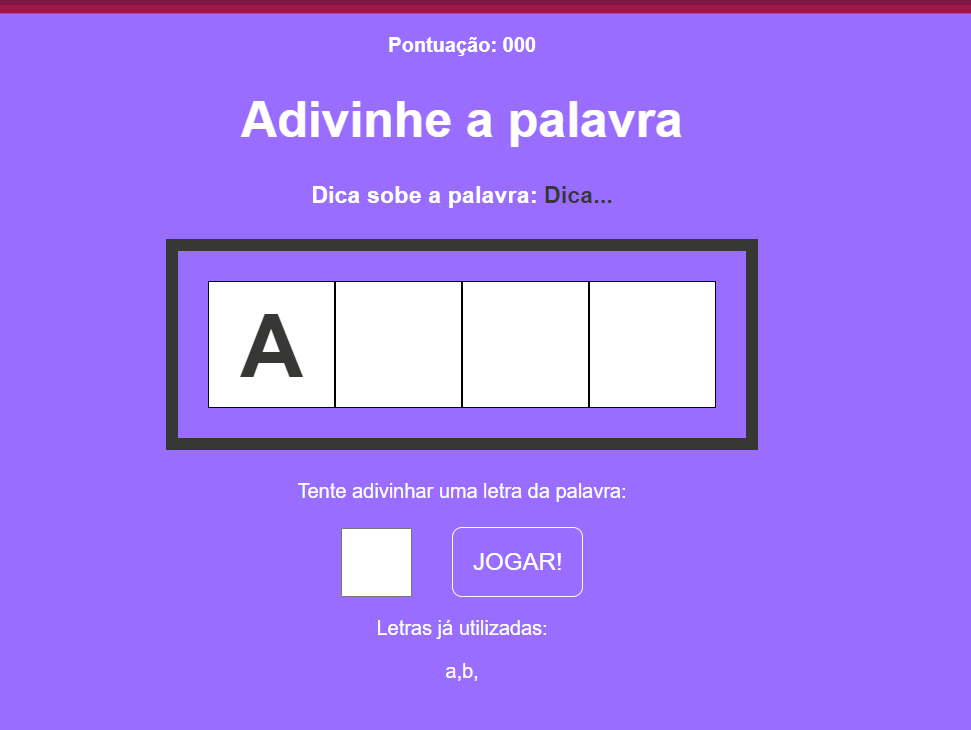 Pontuação: 000
Adivinhe a palavra
Dica sobe a palavra: Dica...
A
Tente adivinhar uma letra da palavra:
JOGAR!
Letras já utilizadas:
a,b,